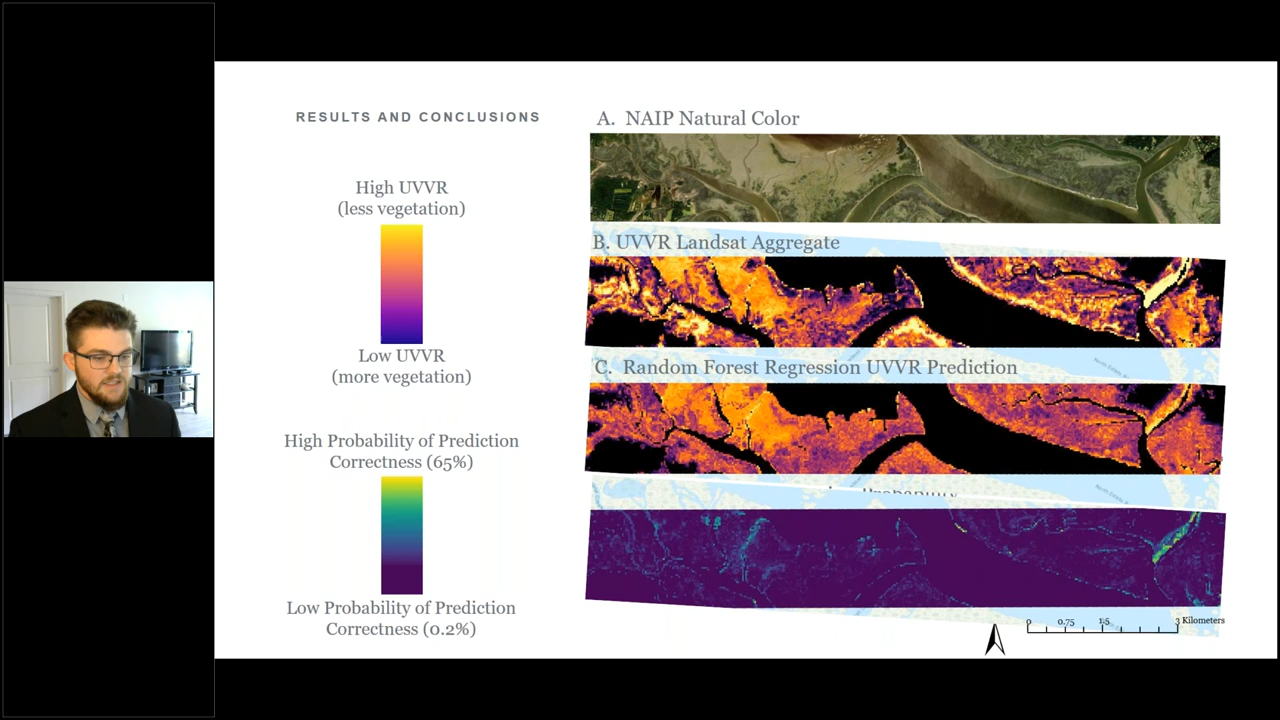 RESULTS AND CONCLUSIONS
High UVVR
(less vegetation)
Low UVVR
(more vegetation)
High Probability of Prediction
Correctness (65%)
Low Probability of Prediction
Correctness (0.2%)
A. NAIP Natural Color
B. UVVR Landsat Aggregate
C. Random Forest Regression UVVR Prediction
Probability
0 0.75 1.5 3 Kilometers